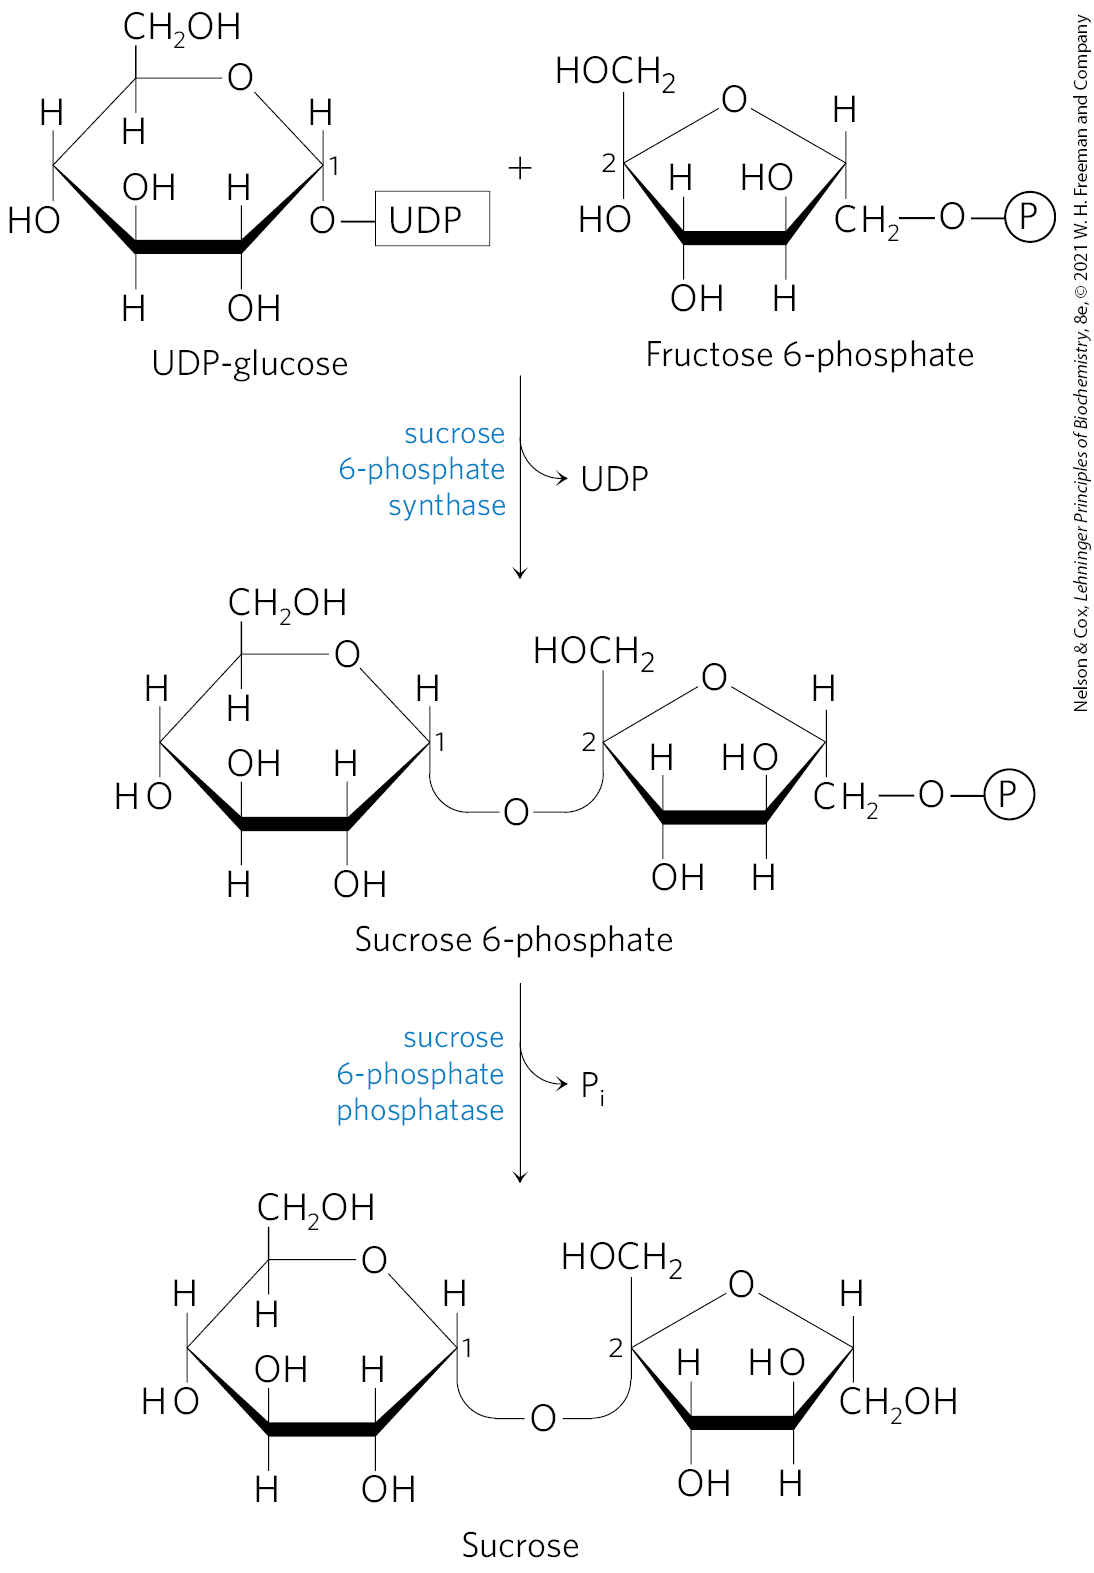 CH2OH
O
H
H
H
OH
H
1
HO
O
UDP
H
OH
UDP-glucose
+
HOCH2
O
H
2
H
HO
HO
CH2
O
P
OH
H
Fructose 6-phosphate
sucrose
6-phosphate
synthase
UDP
CH2OH
O
H
H
H
OH
H
1
HO
H
OH
O
HOCH2
O
H
2
H
HO
CH2
O
P
OH
H
Sucrose 6-phosphate
sucrose
6-phosphate
phosphatase
Pi
CH2OH
O
H
H
H
OH
H
1
HO
H
OH
O
HOCH2
O
H
2
H
HO
CH2OH
OH
H
Sucrose
Nelson & Cox, Lehninger Principles of Biochemistry, 8e, © 2021 W. H. Freeman and Company